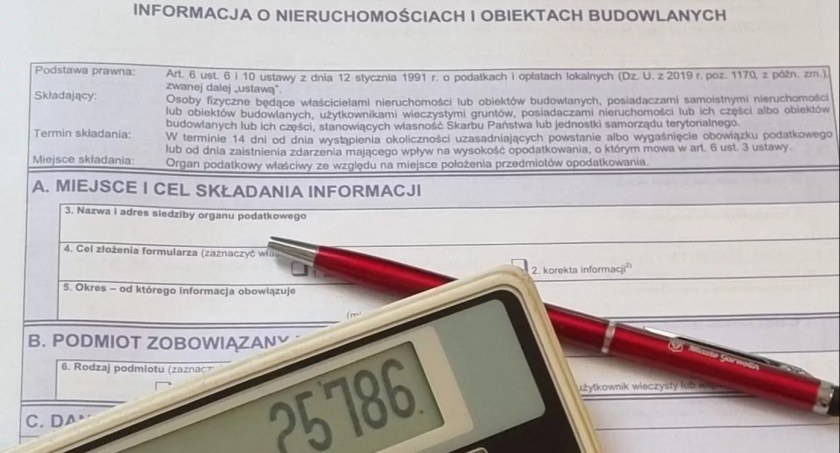 INFORMACJA O NIERUCHOMOŚCIACH I OBIEKTACH BUDOWLANYCH
Podstawa prawna: Art. 6 ust. 6 i 10 ustawy z dnia 12 stycznia 1991 r. o podatkach i opłatach lokalnych (Dz. U. z 2019 r. poz. 1170, z późn. zm.),
zwanej dalej „ustawą”.
Składający: Osoby fizyczne będące właścicielami nieruchomości lub obiektów budowlanych, posiadaczami samoistnymi nieruchomości
lub obiektów budowlanych, użytkownikami wieczystymi gruntów, posiadaczami nieruchomości lub ich części albo obiektów
budowlanych lub ich części, stanowiących własność Skarbu Państwa lub jednostki samorządu terytorialnego.
Termin składania: W terminie 14 dni od dnia wystąpienia okoliczności uzasadniających powstanie albo wygaśnięcie obowiązku podatkowego
lub od dnia zaistnienia zdarzenia mającego wpływ na wysokość opodatkowania, o którym mowa w art. 6 ust. 3 ustawy.
Miejsce składania: Organ podatkowy właściwy ze względu na miejsce położenia przedmiotów opodatkowania.
A. MIEJSCE I CEL SKŁADANIA INFORMACJI
3. Nazwa i adres siedziby organu podatkowego
4. Cel złożenia formularza (zaznaczyć
2. korekta informacji²⁾
5. Okres – od którego informacja obowiązuje
B. PODMIOT ZOBOWIĄZANY
6. Rodzaj podmiotu
użytkownik wieczysty lub
C.
Miasto Garwolin
25786.